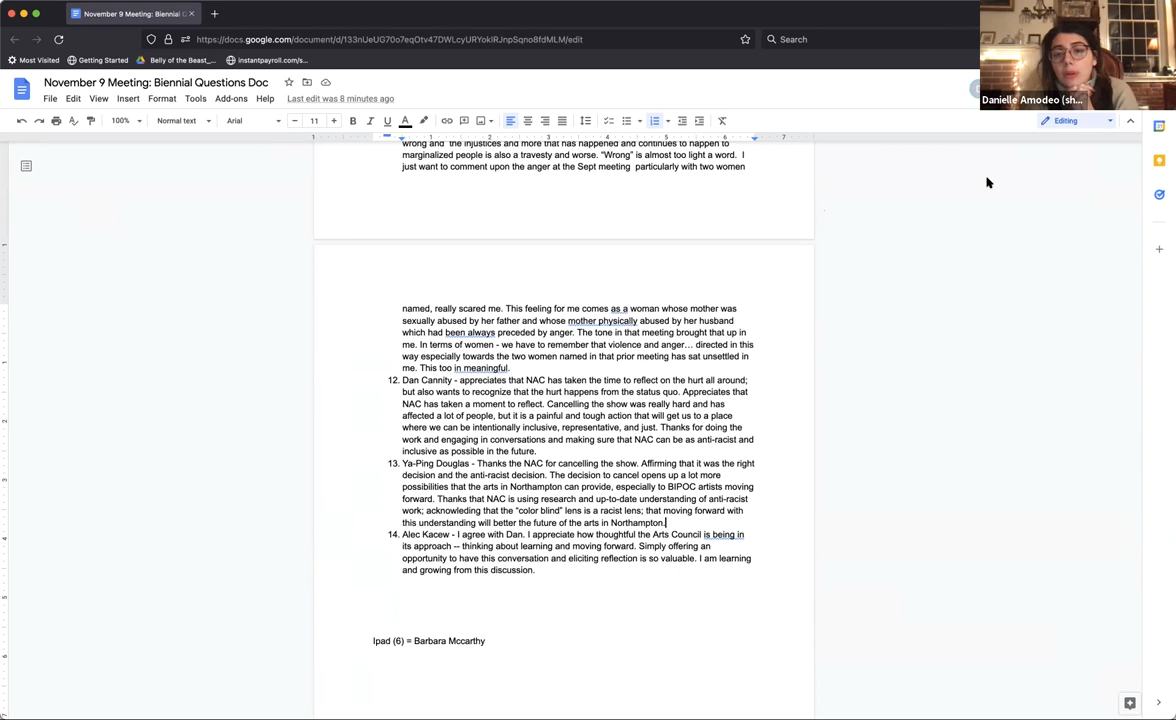 November 9 Meeting: Biennial Q
https://docs.google.com/document/d/133nUeUG70o7eqOtv47DWLcyURYokIRJnpSqno8fdMLM/edit
Search
Most Visited
Getting Started
Belly of the Beast_...
instantpayroll.com/s...
Danielle Amodeo (sh...
November 9 Meeting: Biennial Questions Doc
File Edit View Insert Format Tools Add-ons Help Last edit was 8 minutes ago
100% Normal text Arial 11 Editing
1 1 2 3 4 5 6 7
wrong and the injustices and more that has happened and continues to happen to
marginalized people is also a travesty and worse. “Wrong” is almost too light a word. I
just want to comment upon the anger at the Sept meeting particularly with two women
named, really scared me. This feeling for me comes as a woman whose mother was
sexually abused by her father and whose mother physically abused by her husband
which had been always preceded by anger. The tone in that meeting brought that up in
me. In terms of women - we have to remember that violence and anger… directed in this
way especially towards the two women named in that prior meeting has sat unsettled in
me. This too in meaningful.
12. Dan Cannity - appreciates that NAC has taken the time to reflect on the hurt all around;
but also wants to recognize that the hurt happens from the status quo. Appreciates that
NAC has taken a moment to reflect. Cancelling the show was really hard and has
affected a lot of people, but it is a painful and tough action that will get us to a place
where we can be intentionally inclusive, representative, and just. Thanks for doing the
work and engaging in conversations and making sure that NAC can be as anti-racist and
inclusive as possible in the future.
13. Ya-Ping Douglas - Thanks the NAC for cancelling the show. Affirming that it was the right
decision and the anti-racist decision. The decision to cancel opens up a lot more
possibilities that the arts in Northampton can provide, especially to BIPOC artists moving
forward. Thanks that NAC is using research and up-to-date understanding of anti-racist
work; acknowleding that the “color blind” lens is a racist lens; that moving forward with
this understanding will better the future of the arts in Northampton.
14. Alec Kacew - I agree with Dan. I appreciate how thoughtful the Arts Council is being in
its approach -- thinking about learning and moving forward. Simply offering an
opportunity to have this conversation and eliciting reflection is so valuable. I am learning
and growing from this discussion.
Ipad (6) = Barbara Mccarthy